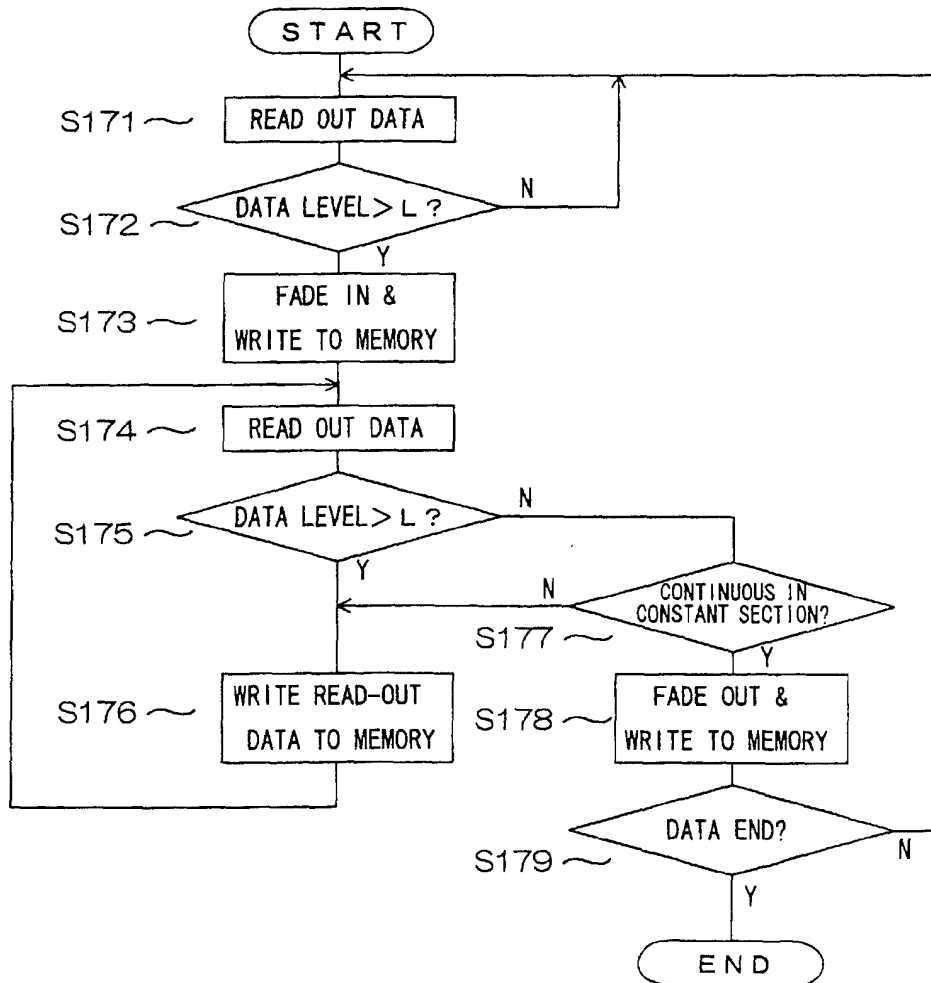 START
S171
READ OUT DATA
S172
DATA LEVEL > L ?
N
Y
S173
FADE IN &
WRITE TO MEMORY
S174
READ OUT DATA
S175
DATA LEVEL > L ?
N
Y
N
CONTINUOUS IN
CONSTANT SECTION?
S177
Y
S176
WRITE READ-OUT
DATA TO MEMORY
S178
FADE OUT &
WRITE TO MEMORY
S179
DATA END?
N
Y
END